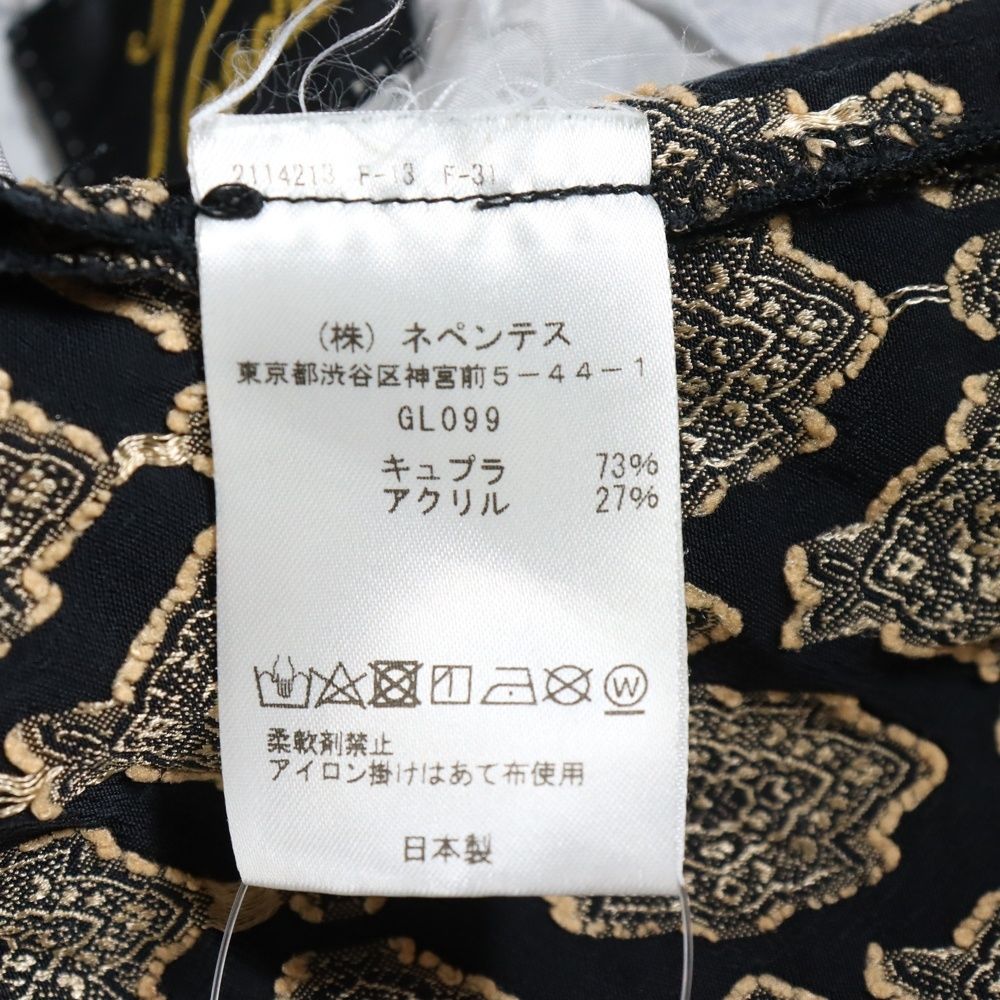 2114213 F-13 F-31
(株) ネペンテス
東京都渋谷区神宮前5-44-1
GL099
キュプラ 73%
アクリル 27%
W
柔軟剤禁止
アイロン掛けはあて布使用
日本製